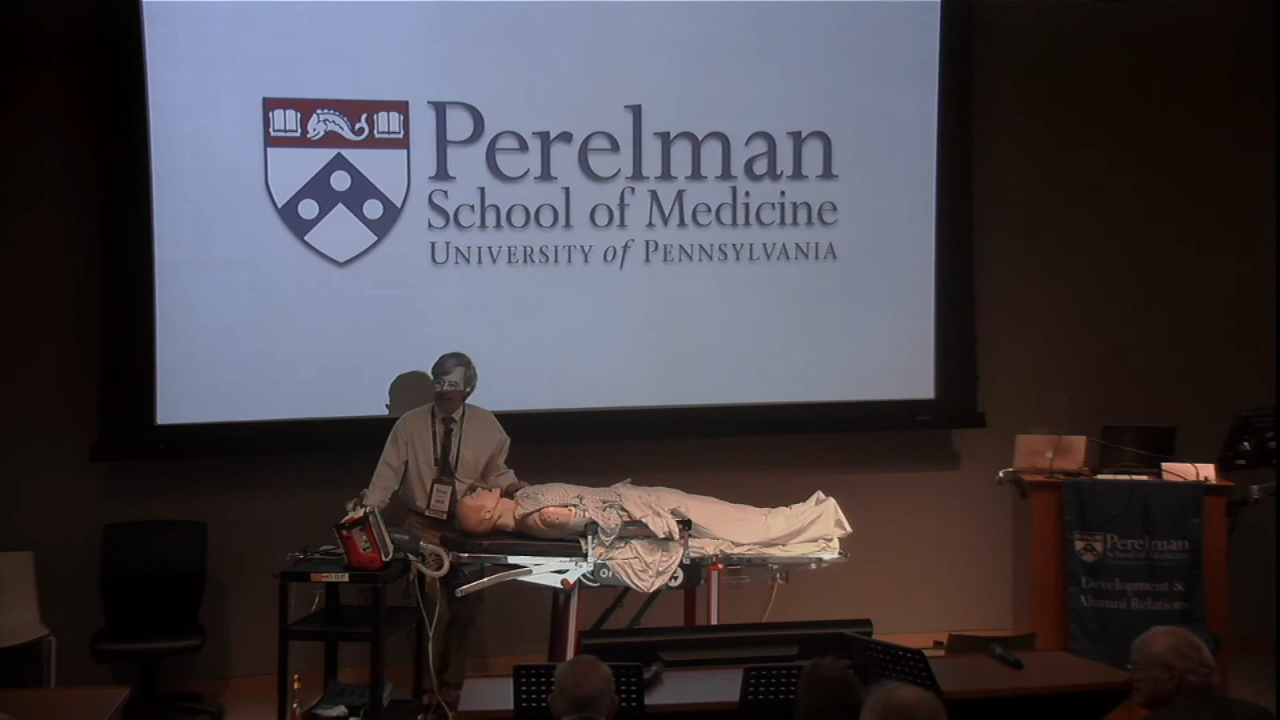 Perelman
School of Medicine
UNIVERSITY of PENNSYLVANIA
Perelman
Development &
Alumni Relations